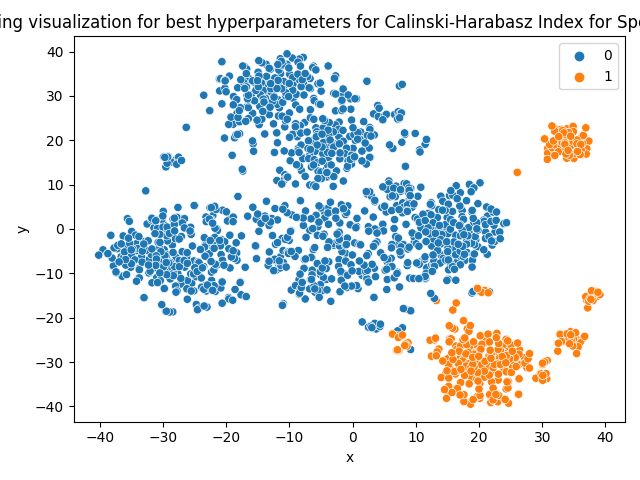 ing visualization for best hyperparameters for Calinski-Harabasz Index for Spe
0
1
40
30
20
10
0
−10
−20
−30
−40
y
−40 −30 −20 −10 0 10 20 30 40
x